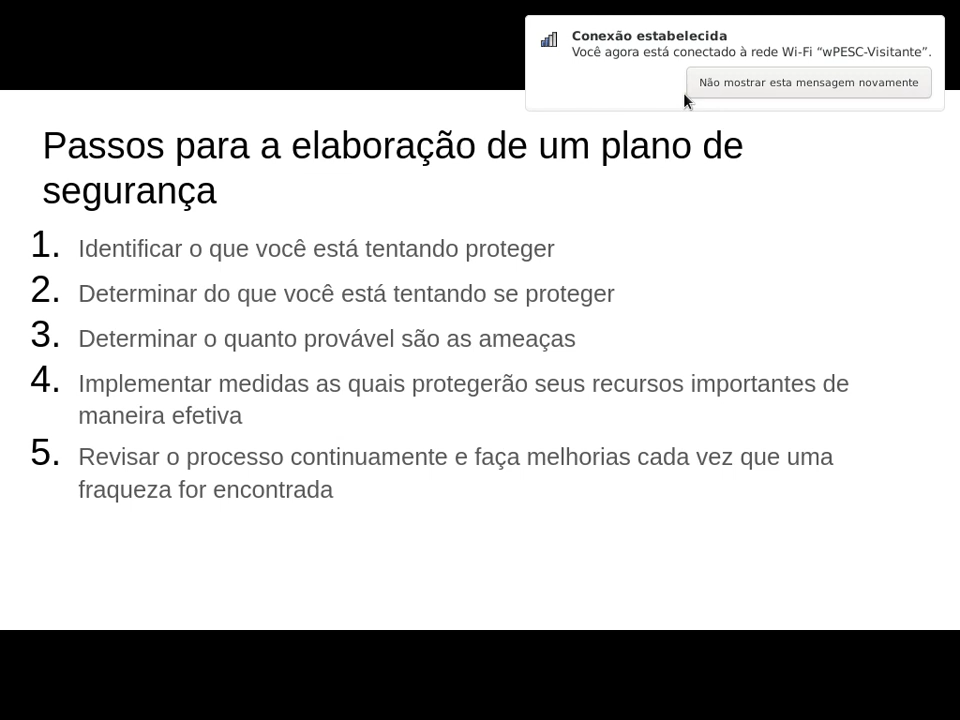 Conexão estabelecida
Você agora está conectado à rede Wi-Fi “wPESC-Visitante”.
Não mostrar esta mensagem novamente
Passos para a elaboração de um plano de
segurança
1. Identificar o que você está tentando proteger
2. Determinar do que você está tentando se proteger
3. Determinar o quanto provável são as ameaças
4. Implementar medidas as quais protegerão seus recursos importantes de
maneira efetiva
5. Revisar o processo continuamente e faça melhorias cada vez que uma
fraqueza for encontrada